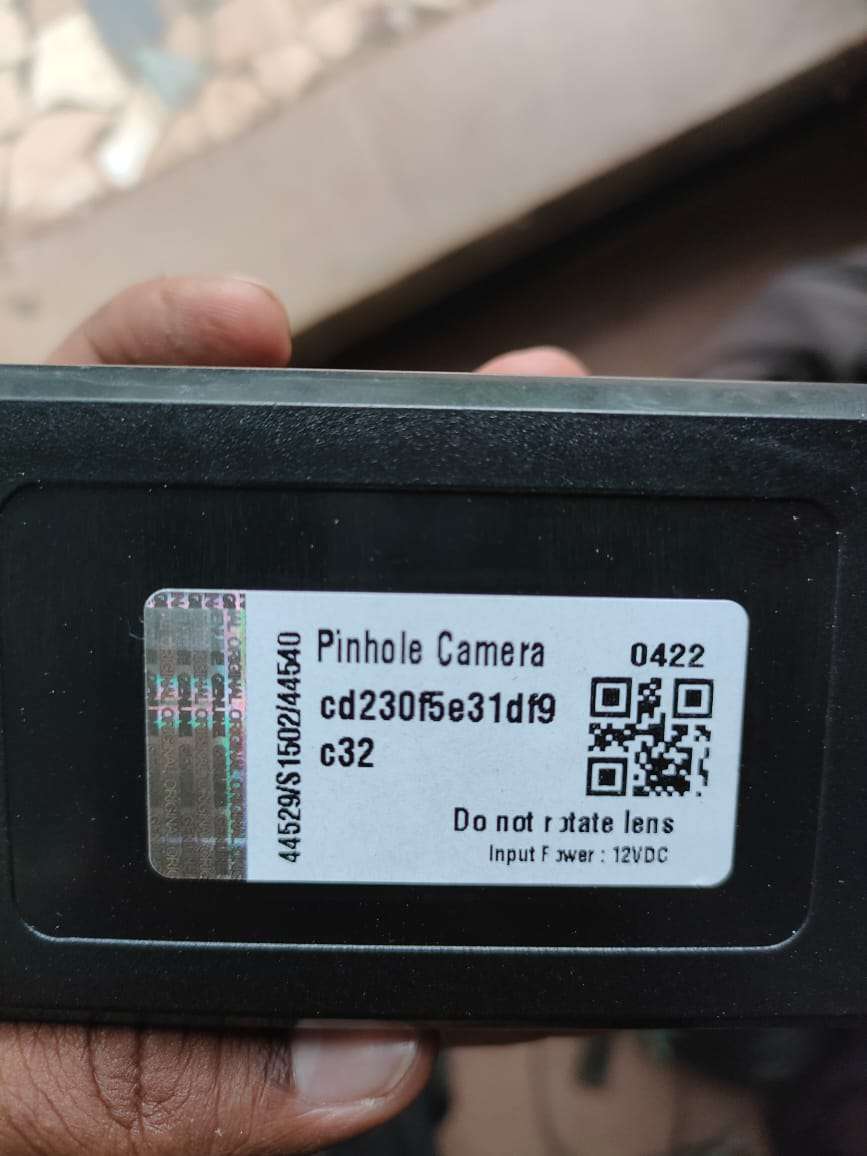 Pinhole Camera
0422
cd230f5e31df9
c32
44529/S1502/44540
Do not rotate lens
Input Power : 12VDC